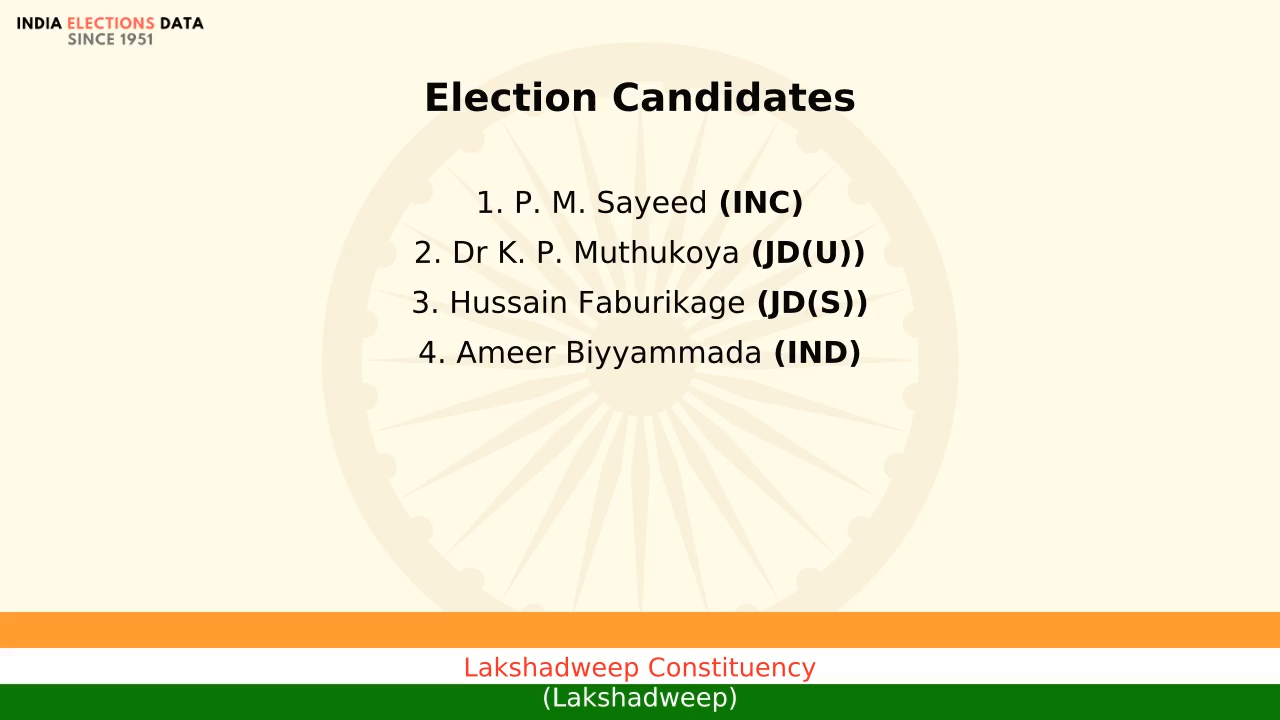 INDIA ELECTIONS DATA
SINCE 1951
Election Candidates
1. P. M. Sayeed (INC)
2. Dr K. P. Muthukoya (JD(U))
3. Hussain Faburikage (JD(S))
4. Ameer Biyyammada (IND)
Lakshadweep Constituency
(Lakshadweep)